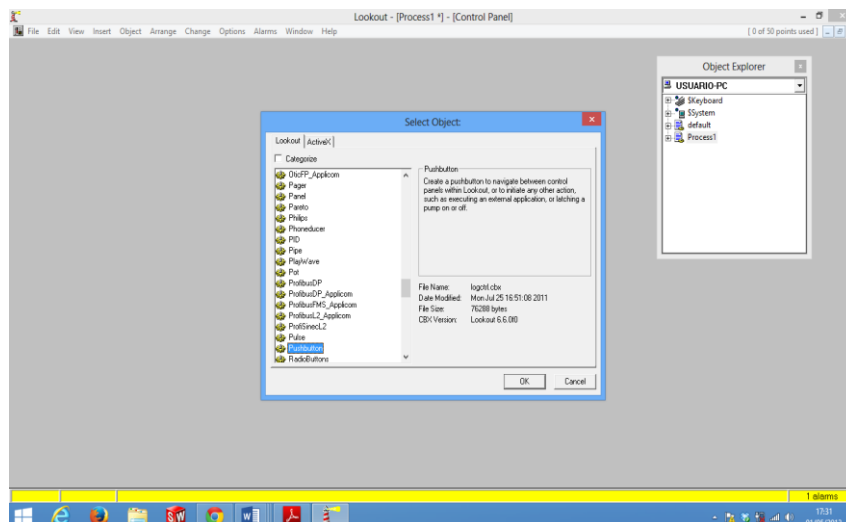 Lookout - [Process1 *] - [Control Panel]
File Edit View Insert Object Arrange Change Options Alarms Window Help
[ 0 of 50 points used ]
Object Explorer
USUARIO-PC
$Keyboard
$System
default
Process1
Select Object:
Lookout ActiveX
Categorize
OticFP_Applicom
Pager
Panel
Pareto
Philips
Phoneducer
PID
Pipe
PlayWave
Pot
ProfibusDP
ProfibusDP_Applicom
ProfibusFMS_Applicom
ProfibusL2_Applicom
ProfiSinecL2
Pulse
Pushbutton
RadioButtons
Pushbutton
Create a pushbutton to navigate between control
panels within Lookout, or to initiate any other action,
such as executing an external application, or latching a
pump on or off.
File Name: logctrl.cbx
Date Modified: Mon Jul 25 16:51:08 2011
File Size: 76288 bytes
CBX Version: Lookout 6.6.0f0
OK Cancel
1 alarms
SW
17:31